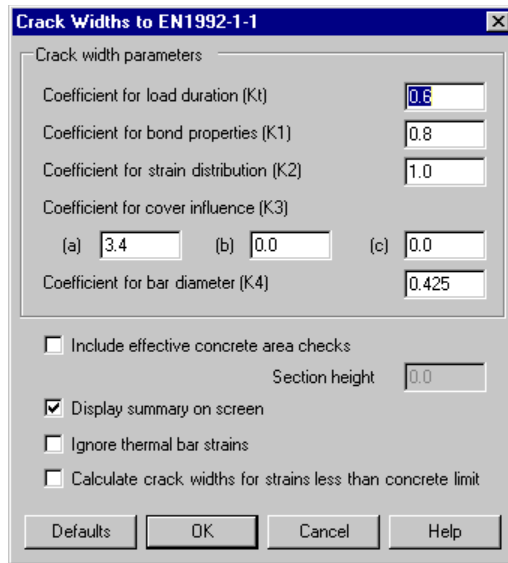 Crack Widths to EN1992-1-1
Crack width parameters
Coefficient for load duration (Kt) 0.6
Coefficient for bond properties (K1) 0.8
Coefficient for strain distribution (K2) 1.0
Coefficient for cover influence (K3)
(a) 3.4 (b) 0.0 (c) 0.0
Coefficient for bar diameter (K4) 0.425
Include effective concrete area checks
Section height 0.0
Display summary on screen
Ignore thermal bar strains
Calculate crack widths for strains less than concrete limit
Defaults OK Cancel Help